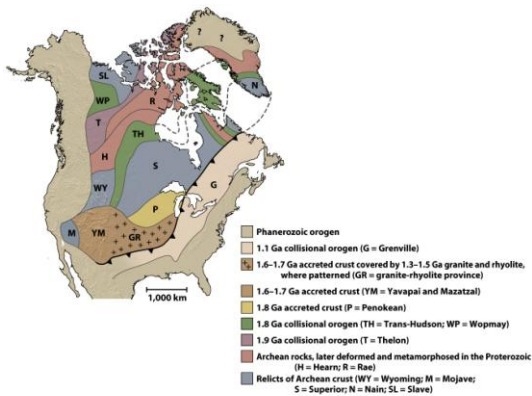 ? ?
SL
N
WP
R
T
TH
H
S
WY
G
P
M
YM
GR
1,000 km
Phanerozoic orogen
1.1 Ga collisional orogen (G = Grenville)
1.6–1.7 Ga accreted crust covered by 1.3–1.5 Ga granite and rhyolite,
where patterned (GR = granite-rhyolite province)
1.6–1.7 Ga accreted crust (YM = Yavapai and Mazatzal)
1.8 Ga accreted crust (P = Penokean)
1.8 Ga collisional orogen (TH = Trans-Hudson; WP = Wopmay)
1.9 Ga collisional orogen (T = Thelon)
Archean rocks, later deformed and metamorphosed in the Proterozoic
(H = Hearn; R = Rae)
Relicts of Archean crust (WY = Wyoming; M = Mojave;
S = Superior; N = Nain; SL = Slave)